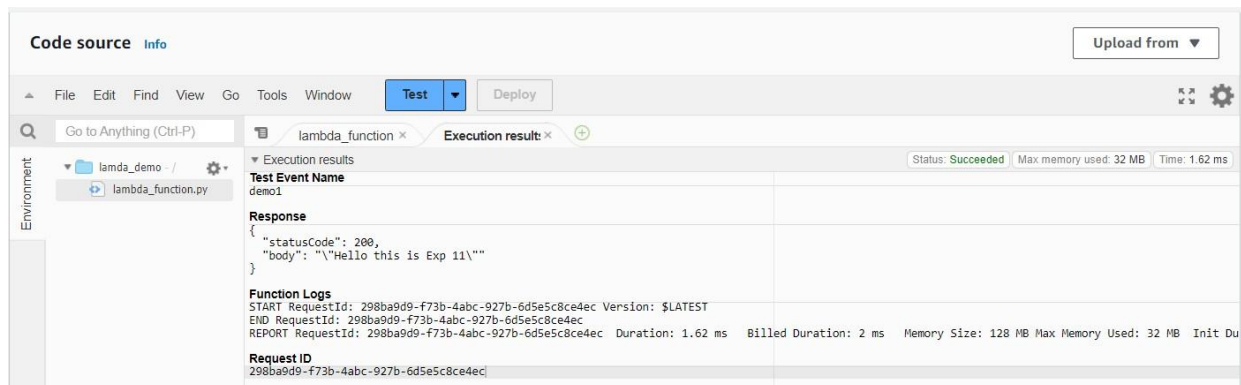 Code source Info
Upload from ▼
File Edit Find View Go Tools Window Test Deploy
Go to Anything (Ctrl-P)
lambda_function × Execution result: ×
Environment
lamda_demo - /
lambda_function.py
Execution results
Status: Succeeded Max memory used: 32 MB Time: 1.62 ms
Test Event Name
demo1
Response
{
"statusCode": 200,
"body": "\"Hello this is Exp 11\""
}
Function Logs
START RequestId: 298ba9d9-f73b-4abc-927b-6d5e5c8ce4ec Version: $LATEST
END RequestId: 298ba9d9-f73b-4abc-927b-6d5e5c8ce4ec
REPORT RequestId: 298ba9d9-f73b-4abc-927b-6d5e5c8ce4ec Duration: 1.62 ms Billed Duration: 2 ms Memory Size: 128 MB Max Memory Used: 32 MB Init Du
Request ID
298ba9d9-f73b-4abc-927b-6d5e5c8ce4ec